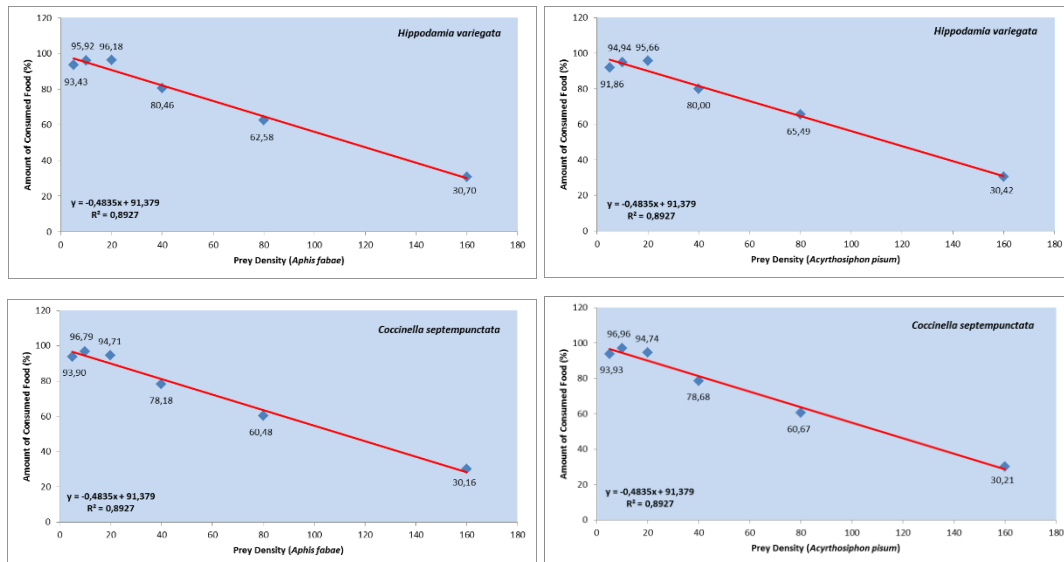 Hippodamia variegata
Amount of Consumed Food (%)
120
100
80
60
40
20
0
93,43
95,92
96,18
80,46
62,58
30,70
y = -0,4835x + 91,379
R² = 0,8927
0 20 40 60 80 100 120 140 160 180
Prey Density (Aphis fabae)
Hippodamia variegata
Amount of Consumed Food (%)
120
100
80
60
40
20
0
91,86
94,94
95,66
80,00
65,49
30,42
y = -0,4835x + 91,379
R² = 0,8927
0 20 40 60 80 100 120 140 160 180
Prey Density (Acyrthosiphon pisum)
Coccinella septempunctata
Amount of Consumed Food (%)
120
100
80
60
40
20
0
93,90
96,79
94,71
78,18
60,48
30,16
y = -0,4835x + 91,379
R² = 0,8927
0 20 40 60 80 100 120 140 160 180
Prey Density (Aphis fabae)
Coccinella septempunctata
Amount of Consumed Food (%)
120
100
80
60
40
20
0
93,93
96,96
94,74
78,68
60,67
30,21
y = -0,4835x + 91,379
R² = 0,8927
0 20 40 60 80 100 120 140 160 180
Prey Density (Acyrthosiphon pisum)